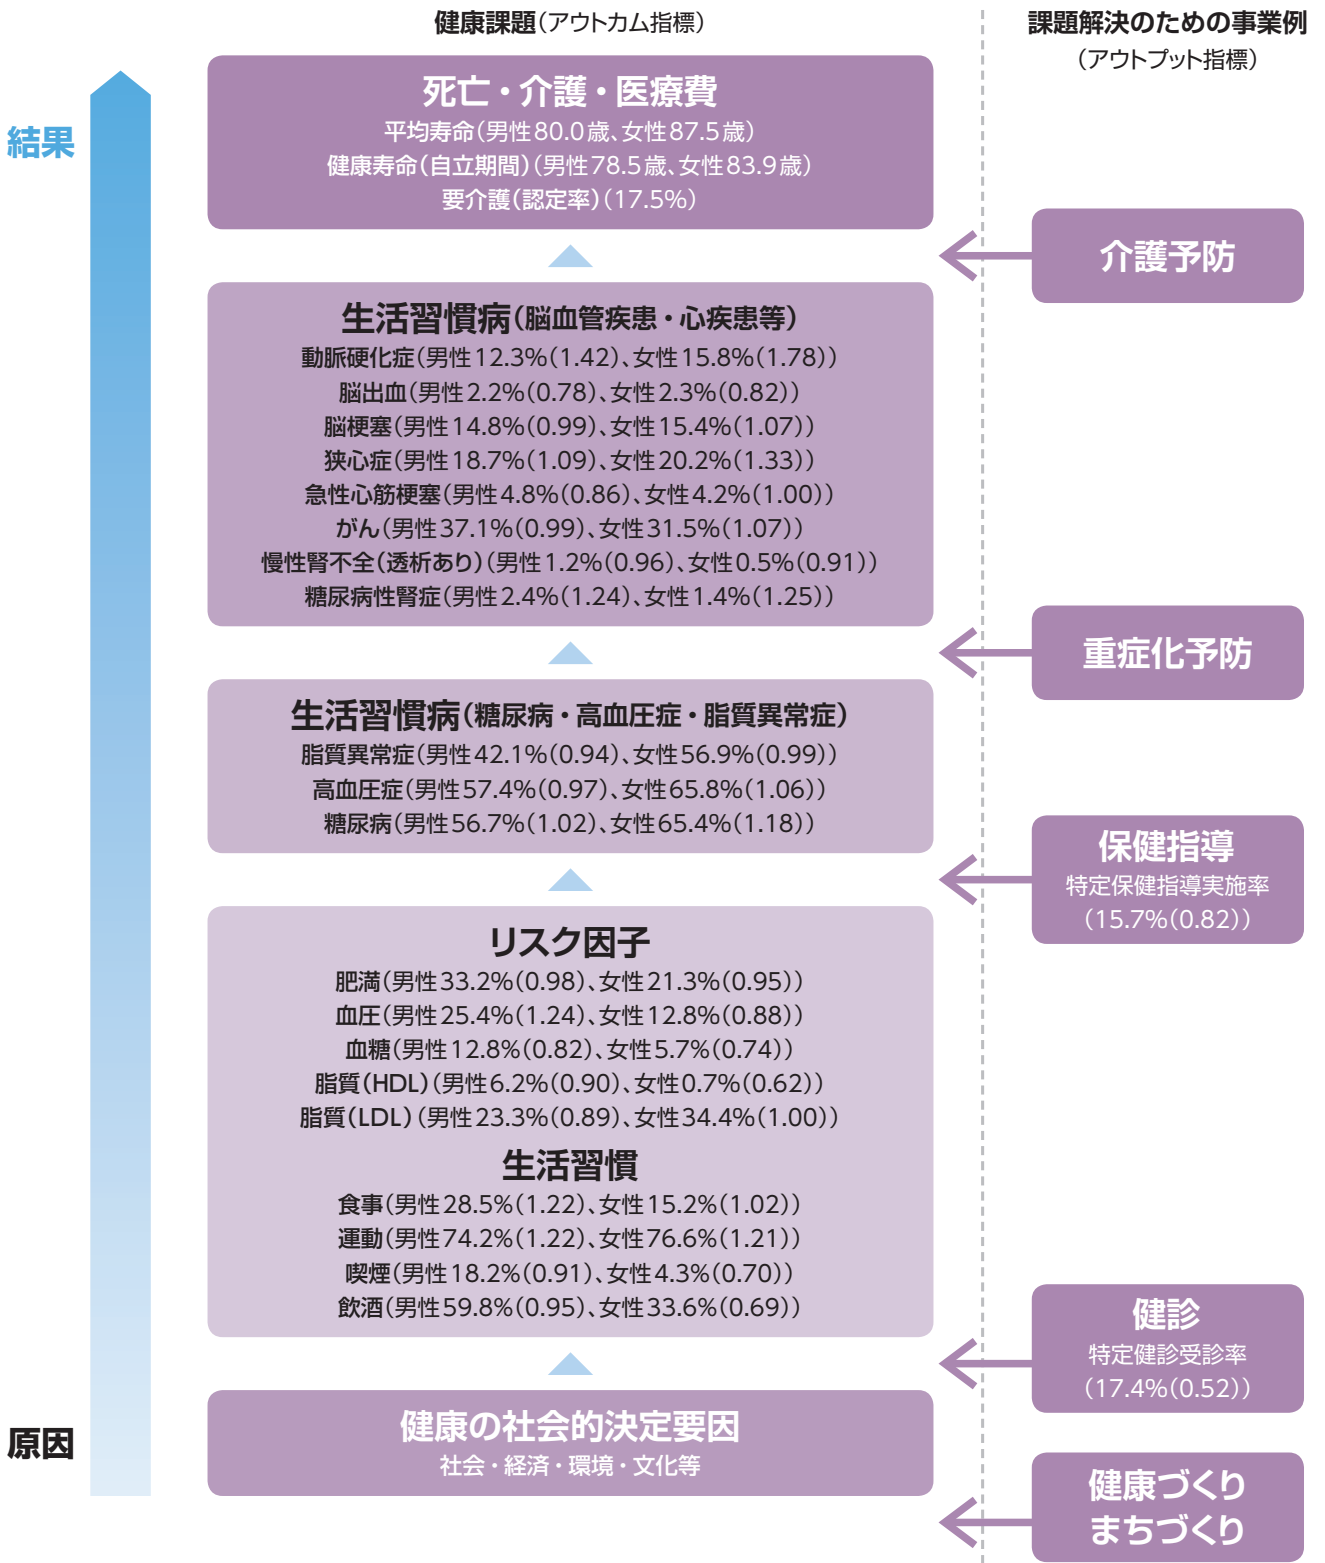 健康課題（アウトカム指標）
課題解決のための事業例
（アウトプット指標）
結果
死亡・介護・医療費
平均寿命（男性80.0歳、女性87.5歳）
健康寿命（自立期間）（男性78.5歳、女性83.9歳）
要介護（認定率）（17.5%）
介護予防
生活習慣病（脳血管疾患・心疾患等）
動脈硬化症（男性12.3%（1.42）、女性15.8%（1.78））
脳出血（男性2.2%（0.78）、女性2.3%（0.82））
脳梗塞（男性14.8%（0.99）、女性15.4%（1.07））
狭心症（男性18.7%（1.09）、女性20.2%（1.33））
急性心筋梗塞（男性4.8%（0.86）、女性4.2%（1.00））
がん（男性37.1%（0.99）、女性31.5%（1.07））
慢性腎不全（透析あり）（男性1.2%（0.96）、女性0.5%（0.91））
糖尿病性腎症（男性2.4%（1.24）、女性1.4%（1.25））
重症化予防
生活習慣病（糖尿病・高血圧症・脂質異常症）
脂質異常症（男性42.1%（0.94）、女性56.9%（0.99））
高血圧症（男性57.4%（0.97）、女性65.8%（1.06））
糖尿病（男性56.7%（1.02）、女性65.4%（1.18））
保健指導
特定保健指導実施率
（15.7%（0.82））
リスク因子
肥満（男性33.2%（0.98）、女性21.3%（0.95））
血圧（男性25.4%（1.24）、女性12.8%（0.88））
血糖（男性12.8%（0.82）、女性5.7%（0.74））
脂質（HDL）（男性6.2%（0.90）、女性0.7%（0.62））
脂質（LDL）（男性23.3%（0.89）、女性34.4%（1.00））
生活習慣
食事（男性28.5%（1.22）、女性15.2%（1.02））
運動（男性74.2%（1.22）、女性76.6%（1.21））
喫煙（男性18.2%（0.91）、女性4.3%（0.70））
飲酒（男性59.8%（0.95）、女性33.6%（0.69））
健診
特定健診受診率
（17.4%（0.52））
原因
健康の社会的決定要因
社会・経済・環境・文化等
健康づくり
まちづくり